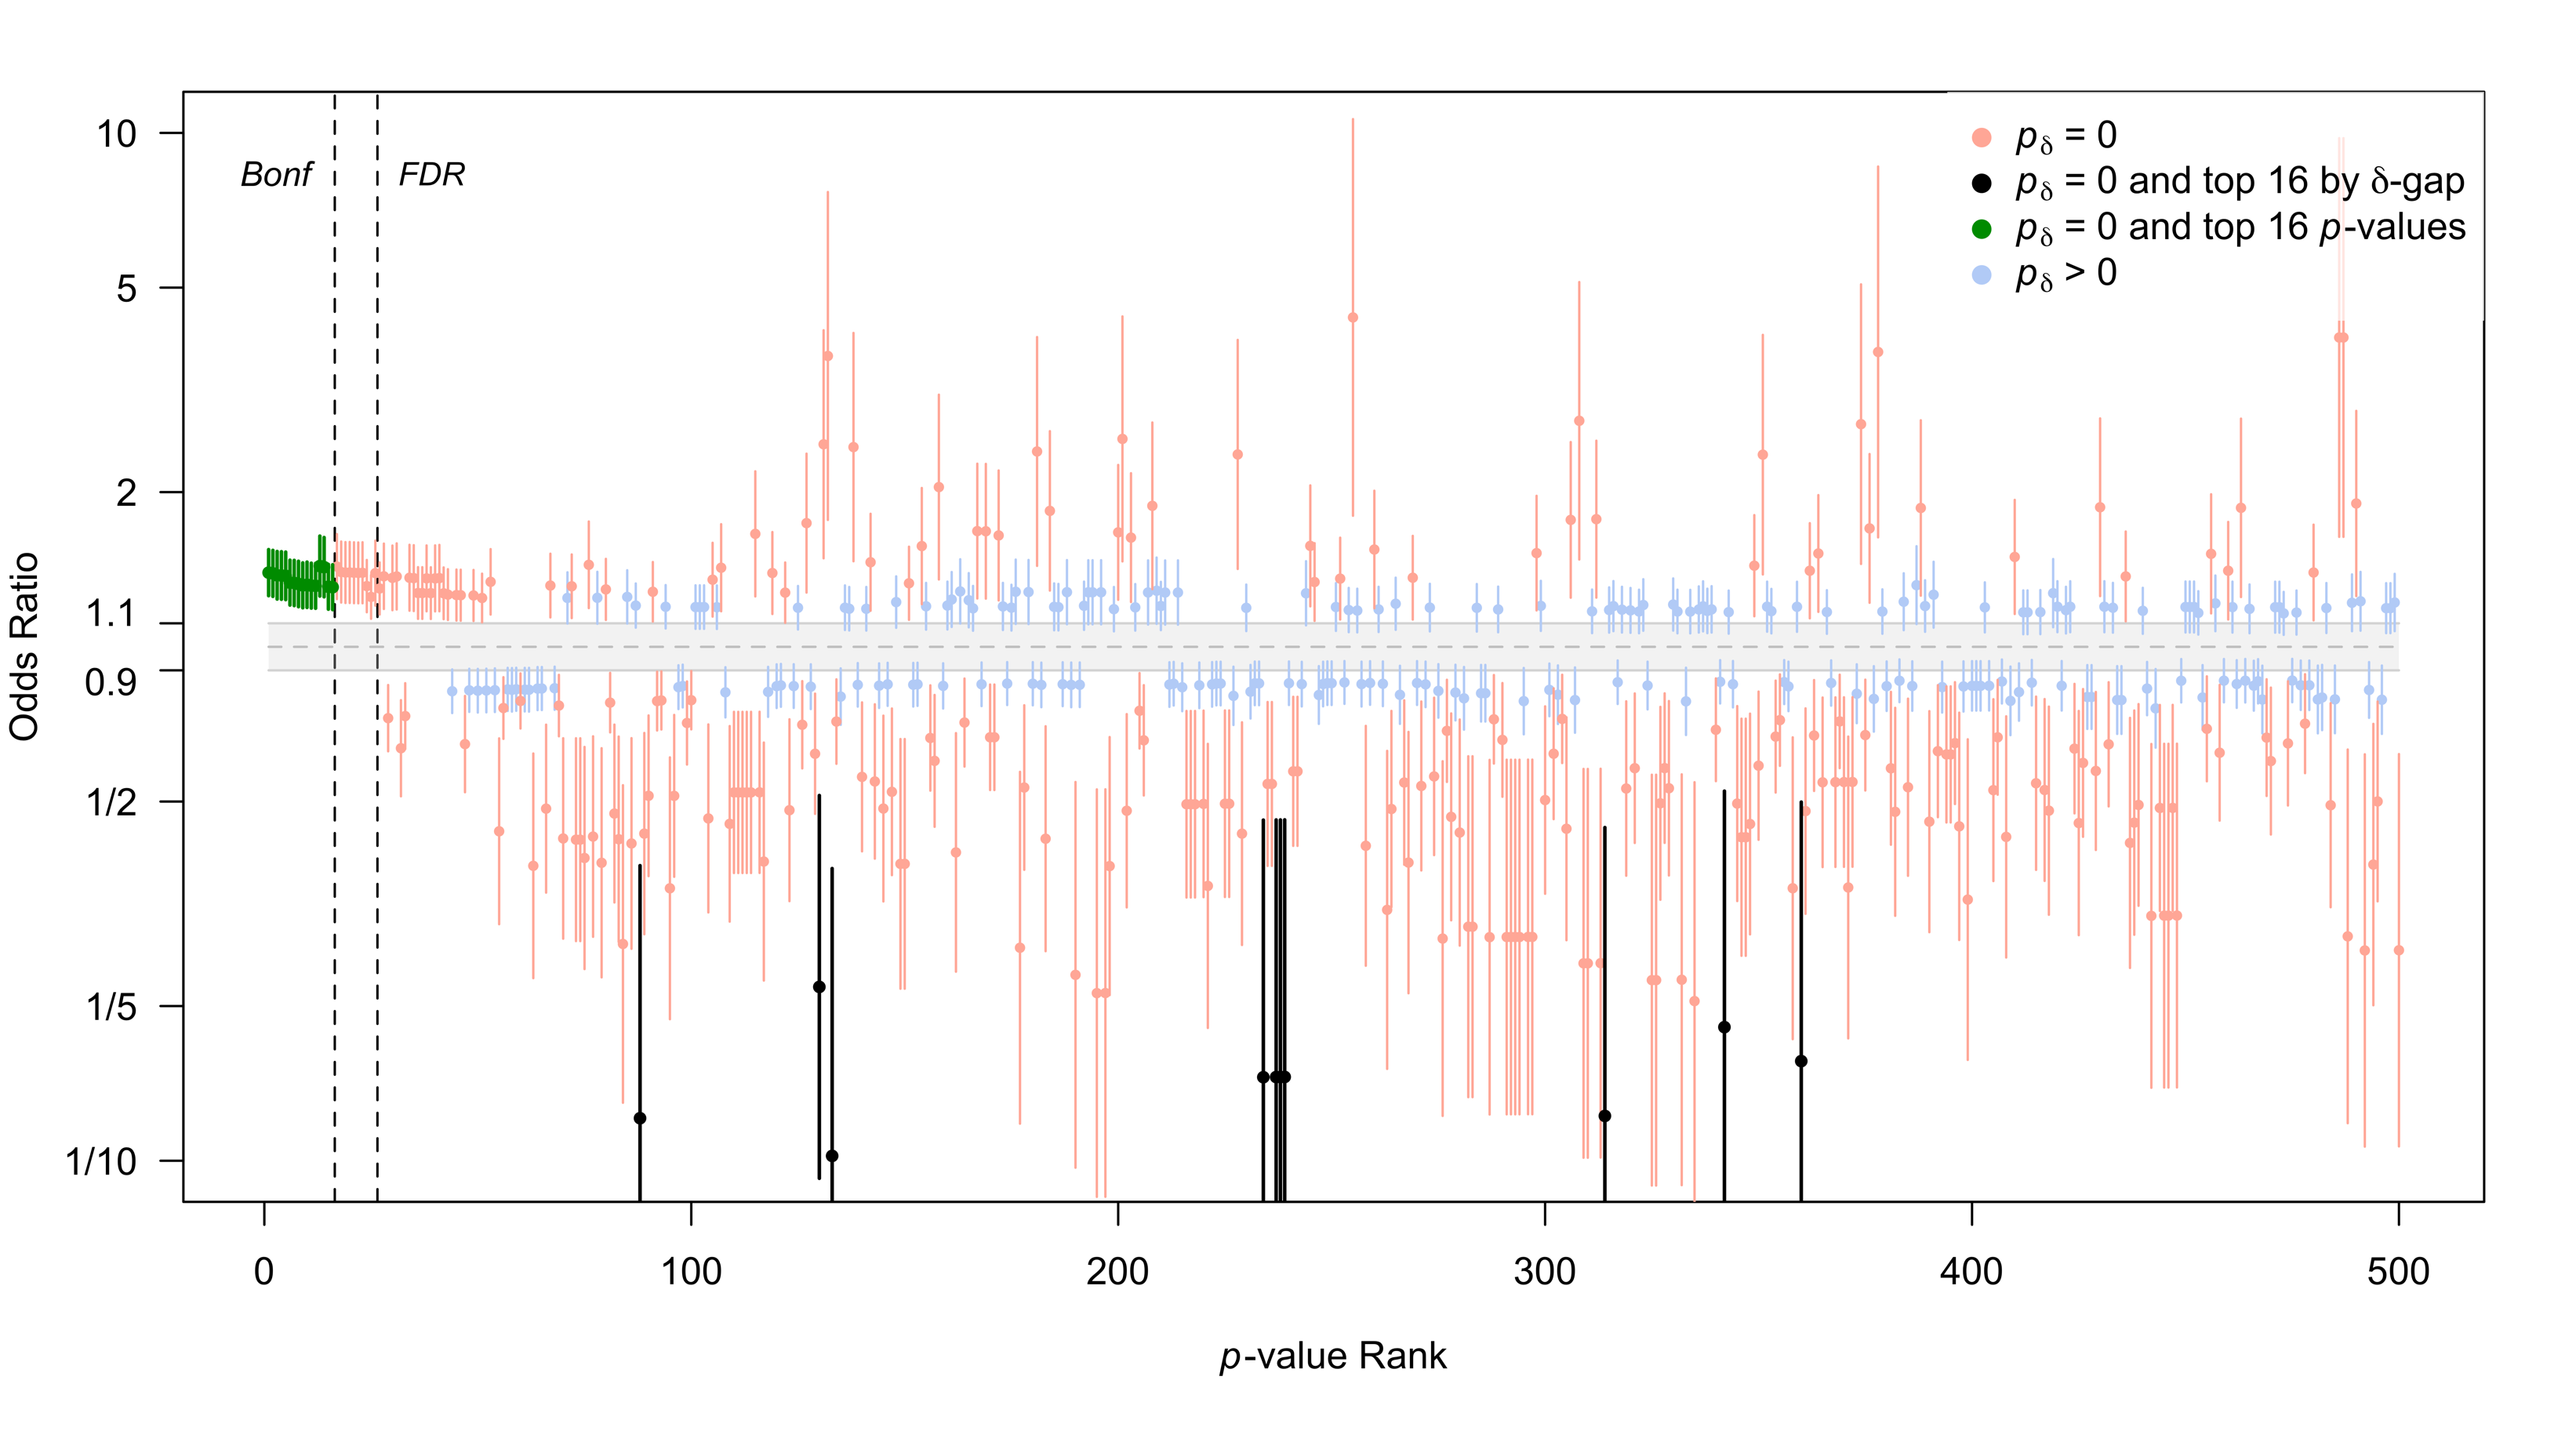 Bonf
FDR
pδ = 0
pδ = 0 and top 16 by δ-gap
pδ = 0 and top 16 p-values
pδ > 0
Odds Ratio
10
5
2
1.1
0.9
1/2
1/5
1/10
0 100 200 300 400 500
p-value Rank